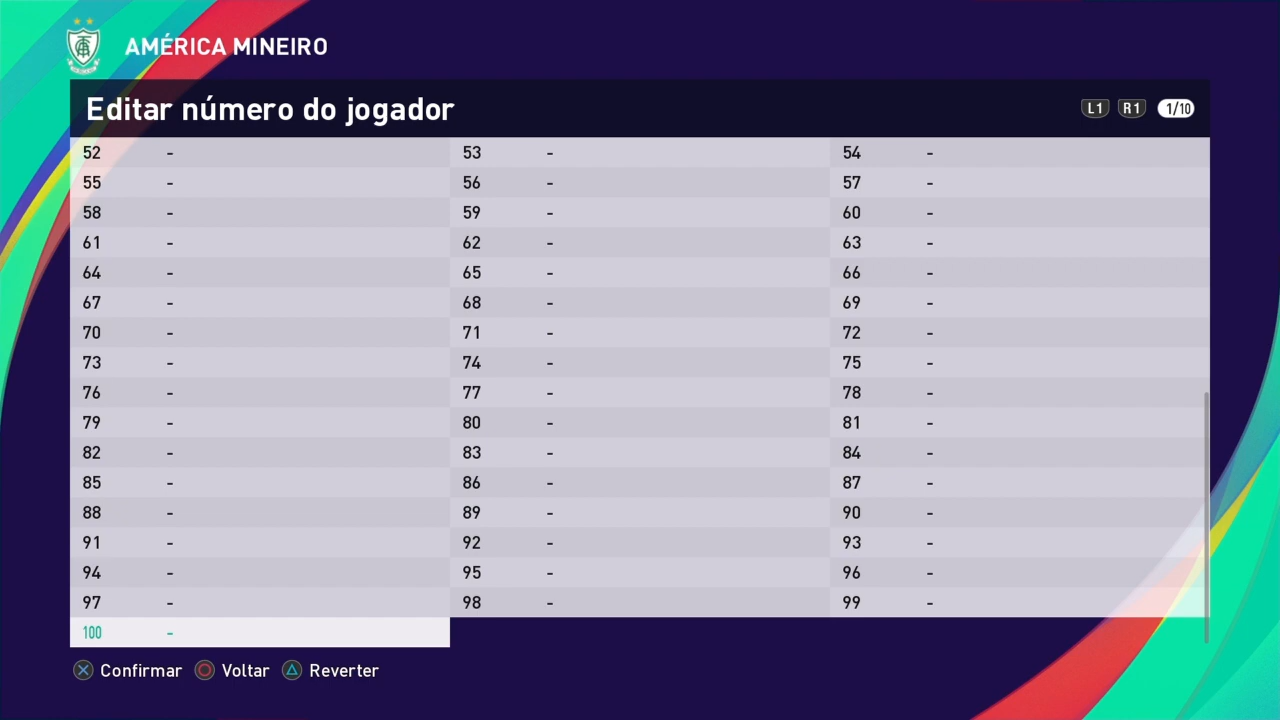 AMÉRICA MINEIRO
Editar número do jogador L1 R1 1/10
52 - 53 - 54 -
55 - 56 - 57 -
58 - 59 - 60 -
61 - 62 - 63 -
64 - 65 - 66 -
67 - 68 - 69 -
70 - 71 - 72 -
73 - 74 - 75 -
76 - 77 - 78 -
79 - 80 - 81 -
82 - 83 - 84 -
85 - 86 - 87 -
88 - 89 - 90 -
91 - 92 - 93 -
94 - 95 - 96 -
97 - 98 - 99 -
100 -
Confirmar Voltar Reverter